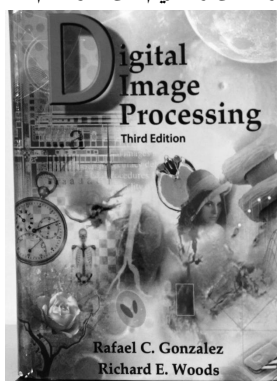 Digital
Image
Processing
Third Edition
Rafael C. Gonzalez
Richard E. Woods